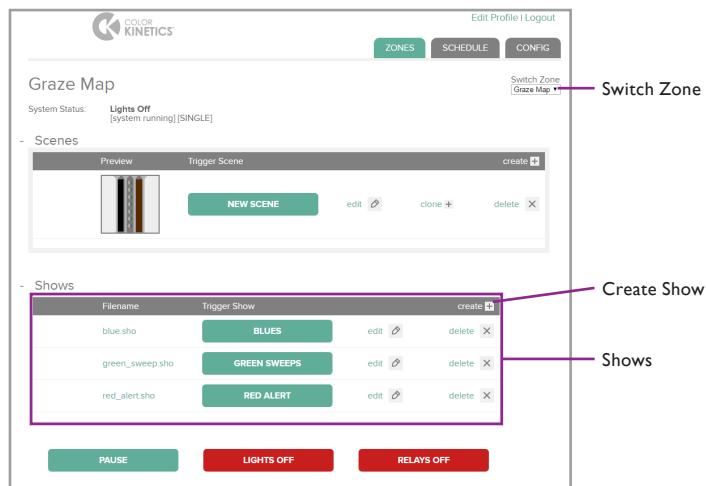 COLOR
KINETICS
Edit Profile | Logout
ZONES SCHEDULE CONFIG
Graze Map
Switch Zone
Graze Map
Switch Zone
System Status: Lights Off
[system running] [SINGLE]
- Scenes
Preview Trigger Scene create +
NEW SCENE edit clone + delete X
- Shows
Create Show
Filename Trigger Show create +
blue.sho BLUES edit delete X
Shows
green_sweep.sho GREEN SWEEPS edit delete X
red_alert.sho RED ALERT edit delete X
PAUSE LIGHTS OFF RELAYS OFF